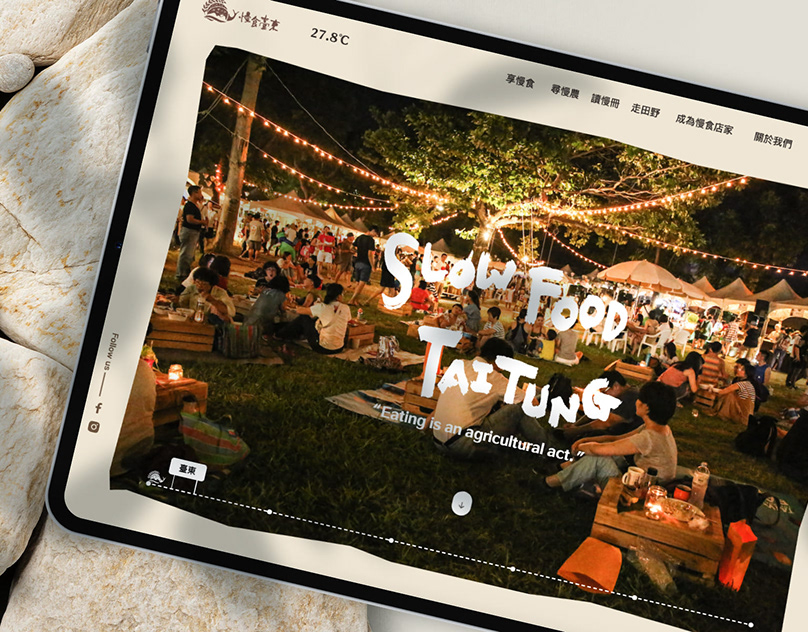 慢食臺東
27.8℃
享慢食 尋慢農 讀慢冊 走田野 成為慢食店家 關於我們
SLOW FOOD
TAITUNG
"Eating is an agricultural act."
Follow us
臺東